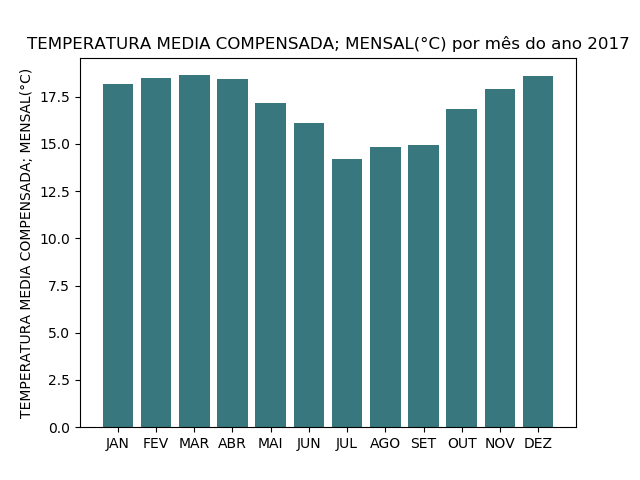 TEMPERATURA MEDIA COMPENSADA; MENSAL(°C) por mês do ano 2017
TEMPERATURA MEDIA COMPENSADA; MENSAL(°C)
17.5
15.0
12.5
10.0
7.5
5.0
2.5
0.0
JAN FEV MAR ABR MAI JUN JUL AGO SET OUT NOV DEZ